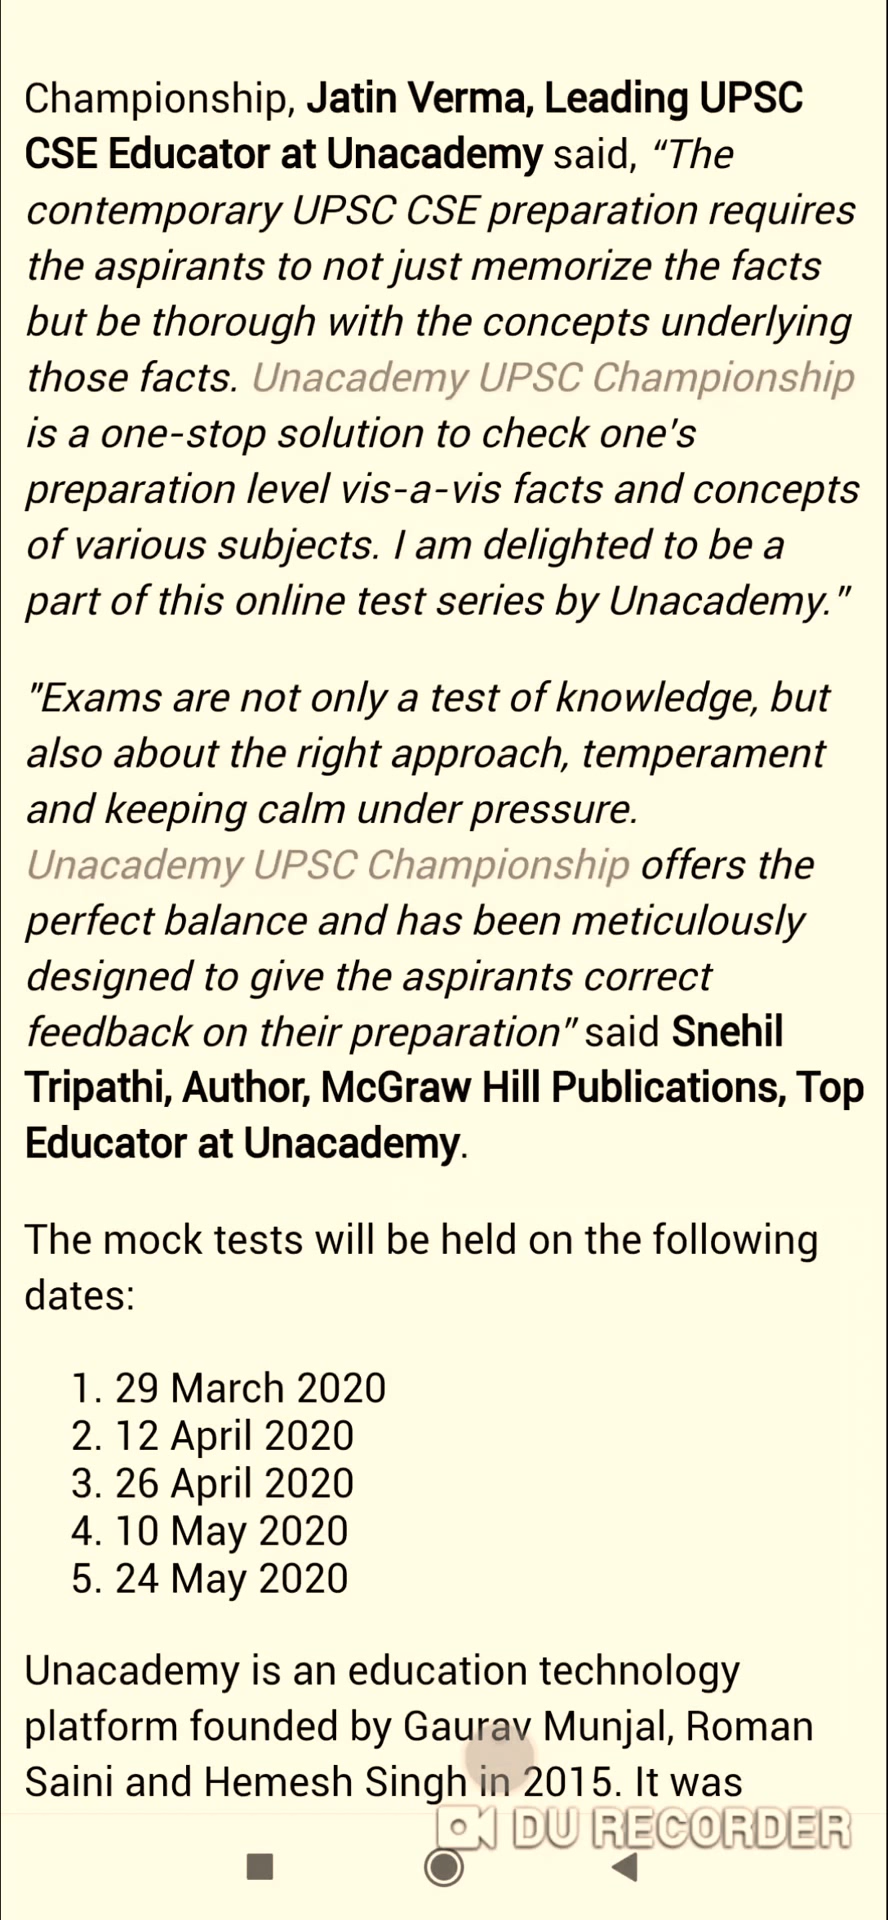 Championship, Jatin Verma, Leading UPSC
CSE Educator at Unacademy said, “The
contemporary UPSC CSE preparation requires
the aspirants to not just memorize the facts
but be thorough with the concepts underlying
those facts. Unacademy UPSC Championship
is a one-stop solution to check one's
preparation level vis-a-vis facts and concepts
of various subjects. I am delighted to be a
part of this online test series by Unacademy."
"Exams are not only a test of knowledge, but
also about the right approach, temperament
and keeping calm under pressure.
Unacademy UPSC Championship offers the
perfect balance and has been meticulously
designed to give the aspirants correct
feedback on their preparation" said Snehil
Tripathi, Author, McGraw Hill Publications, Top
Educator at Unacademy.
The mock tests will be held on the following
dates:
1. 29 March 2020
2. 12 April 2020
3. 26 April 2020
4. 10 May 2020
5. 24 May 2020
Unacademy is an education technology
platform founded by Gaurav Munjal, Roman
Saini and Hemesh Singh in 2015. It was
DU RECORDER